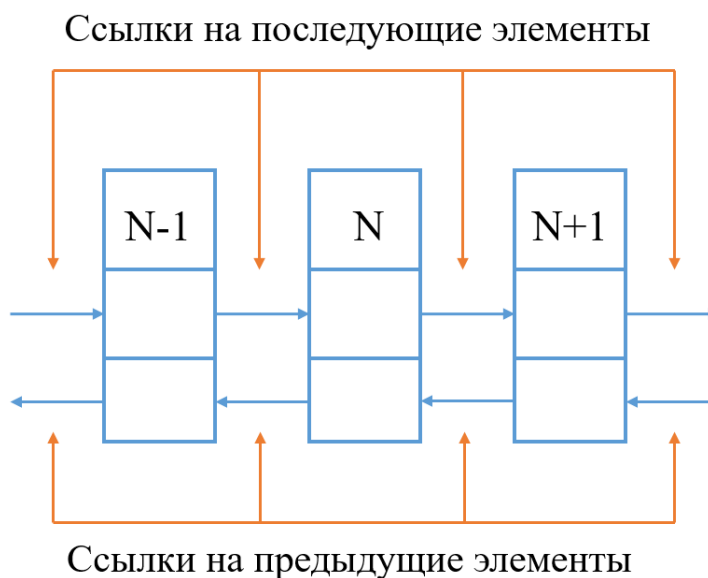 Ссылки на последующие элементы
N-1 N N+1
Ссылки на предыдущие элементы